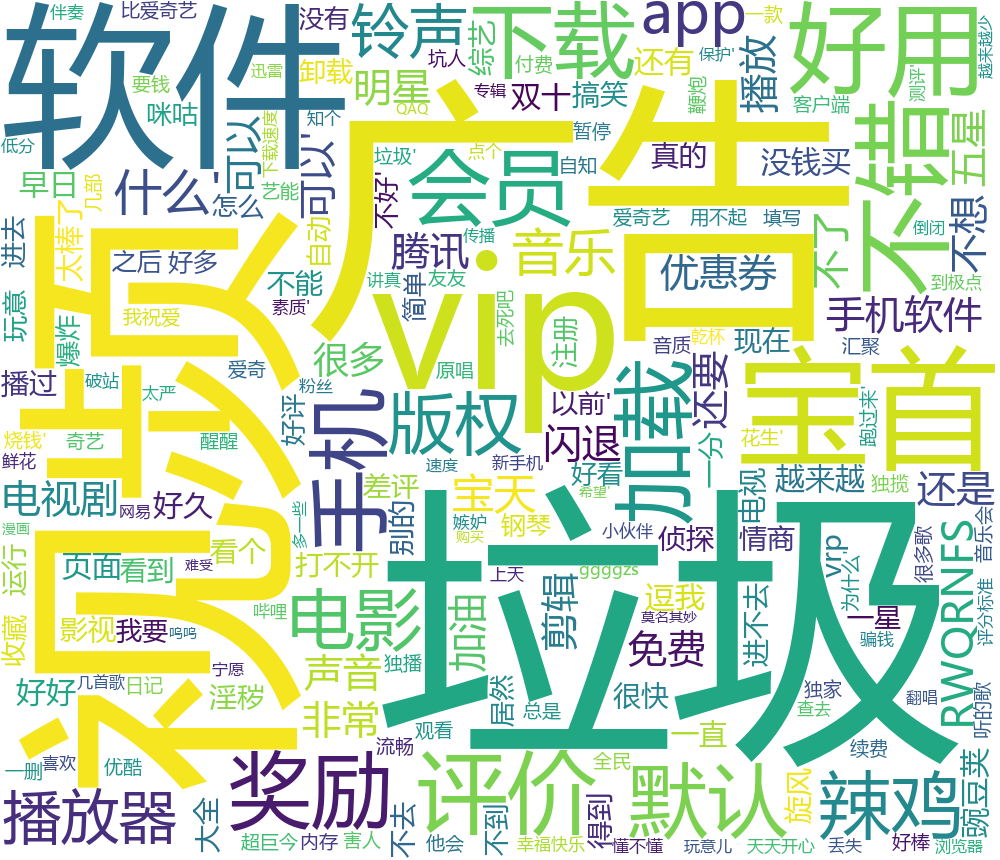 伴奏
比爱奇艺
没有
铃声
综艺
下载
app
一款
好用
越来越少
软件
要钱
迅雷
卸载
坑人
付费
还有
保护'
播放
测评'
咪咕
明星
QAQ
专辑
双十
搞笑
鞭炮
客户端
低分
下载速度
知个
暂停
广告
不错
五星
早日
几部
什么'
可以
可以'
垃圾'
点个
会员
自知
真的
没钱买
太棒了
怎么
艺能
不好'
爱奇艺
用不起
填写
倒闭
不想
进去
之后
好多
自动
腾讯
传播
音乐
优惠券
不了
视频
不能
讲真
友友
vip
到极点
玩意
爆炸
我祝爱
素质'
简单
去死吧
注册
手机软件
很多
原唱
音质
乾杯
现在
汇聚
播过
破站
爱奇
太严
粉丝
手机
版权
以前'
加载
还要
宝首
烧钱'
奇艺
醒醒
好评
闪退
一分
花生'
跑过来'
鲜花
速度
新手机
好看
电视剧
网易
好久
多一些
差评
宝天
希望'
电视
越来越
独揽
还是
漫画
别的
嫉妒
购买
钢琴
小伙伴
侦探
情商
vrp
很多歌
RWQRNFS
音乐会
运行
页面
看到
难受
看个
打不开
上天
ggggzs
垃圾
为什么
评分标准
收藏
影视
我要
呜呜
哔哩
电影
加油
剪辑
逗我
莫名其妙
进不去
一星
骗钱
宁愿
声音
独播
免费
好好
几首歌
日记
淫秽
居然
很快
独家
查去
翻唱
听的歌
非常
总是
观看
一直
一删
喜欢
优酷
奖励
流畅
评价
全民
默认
续费
旋风
辣鸡
豌豆荚
播放器
大全
超巨今
内存
害人
不去
他会
不到
幸福快乐
得到
懂不懂
玩意儿
天天开心
丢失
好棒
浏览器